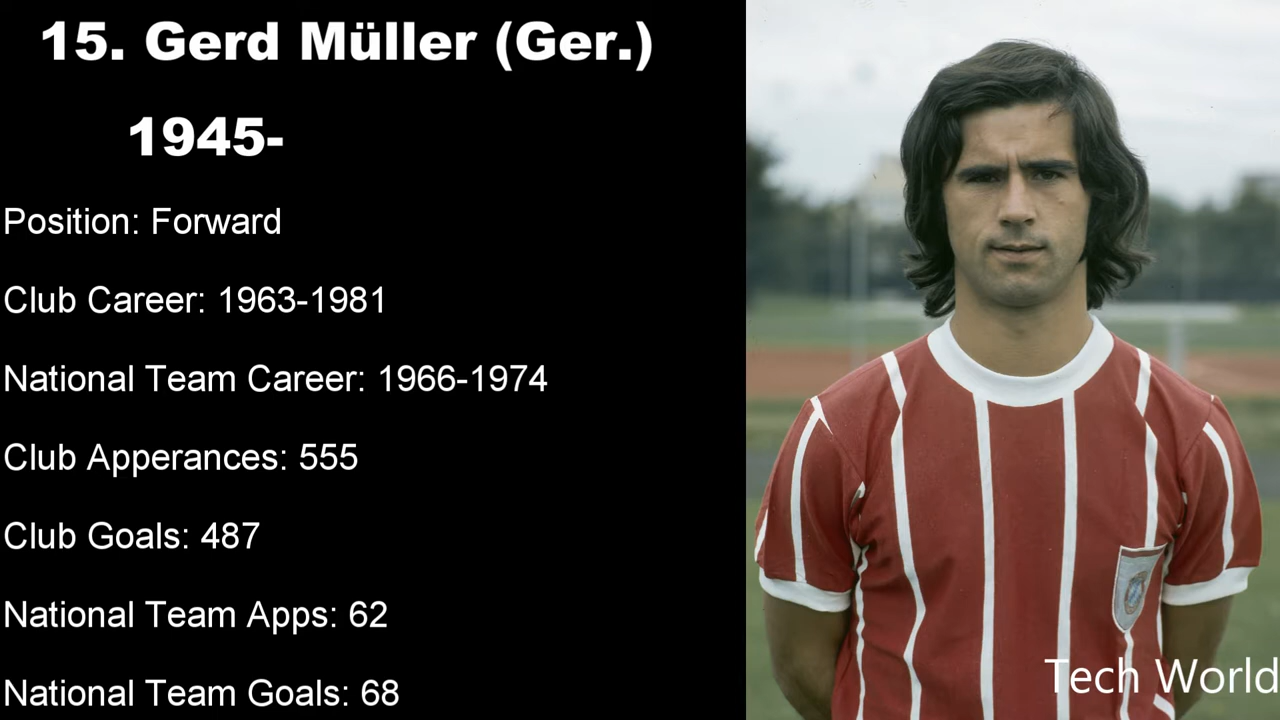 15. Gerd Müller (Ger.)
1945-
Position: Forward
Club Career: 1963-1981
National Team Career: 1966-1974
Club Apperances: 555
Club Goals: 487
National Team Apps: 62
National Team Goals: 68
Tech World